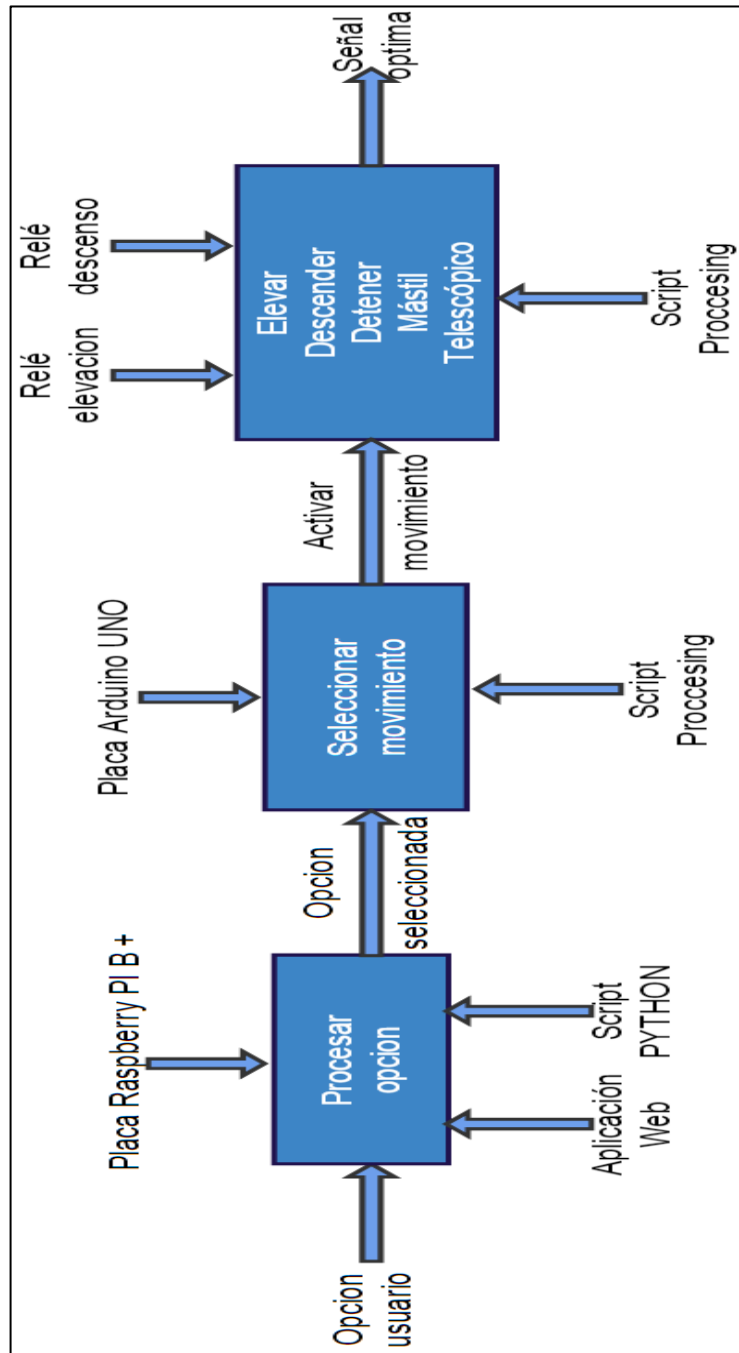 Opcion
usuario
Placa Raspberry PI B +
Procesar
opcion
Aplicación
Web
Script
PYTHON
Opcion
seleccionada
Placa Arduino UNO
Seleccionar
movimiento
Script
Proccesing
Activar
movimiento
Relé
elevacion
Relé
descenso
Elevar
Descender
Detener
Mástil
Telescópico
Script
Proccesing
Señal
optima